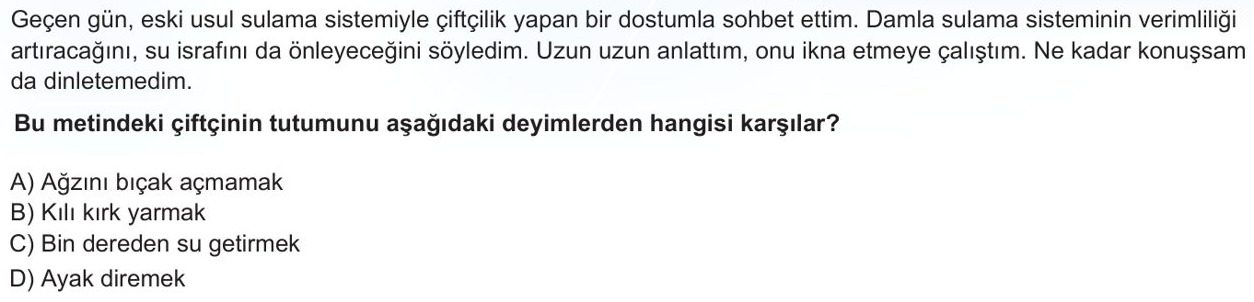 Geçen gün, eski usul sulama sistemiyle çiftçilik yapan bir dostumla sohbet ettim. Damla sulama sisteminin verimliliği
artıracağını, su israfını da önleyeceğini söyledim. Uzun uzun anlattım, onu ikna etmeye çalıştım. Ne kadar konuşsam
da dinletemedim.
Bu metindeki çiftçinin tutumunu aşağıdaki deyimlerden hangisi karşılar?
A) Ağzını bıçak açmamak
B) Kılı kırk yarmak
C) Bin dereden su getirmek
D) Ayak diremek